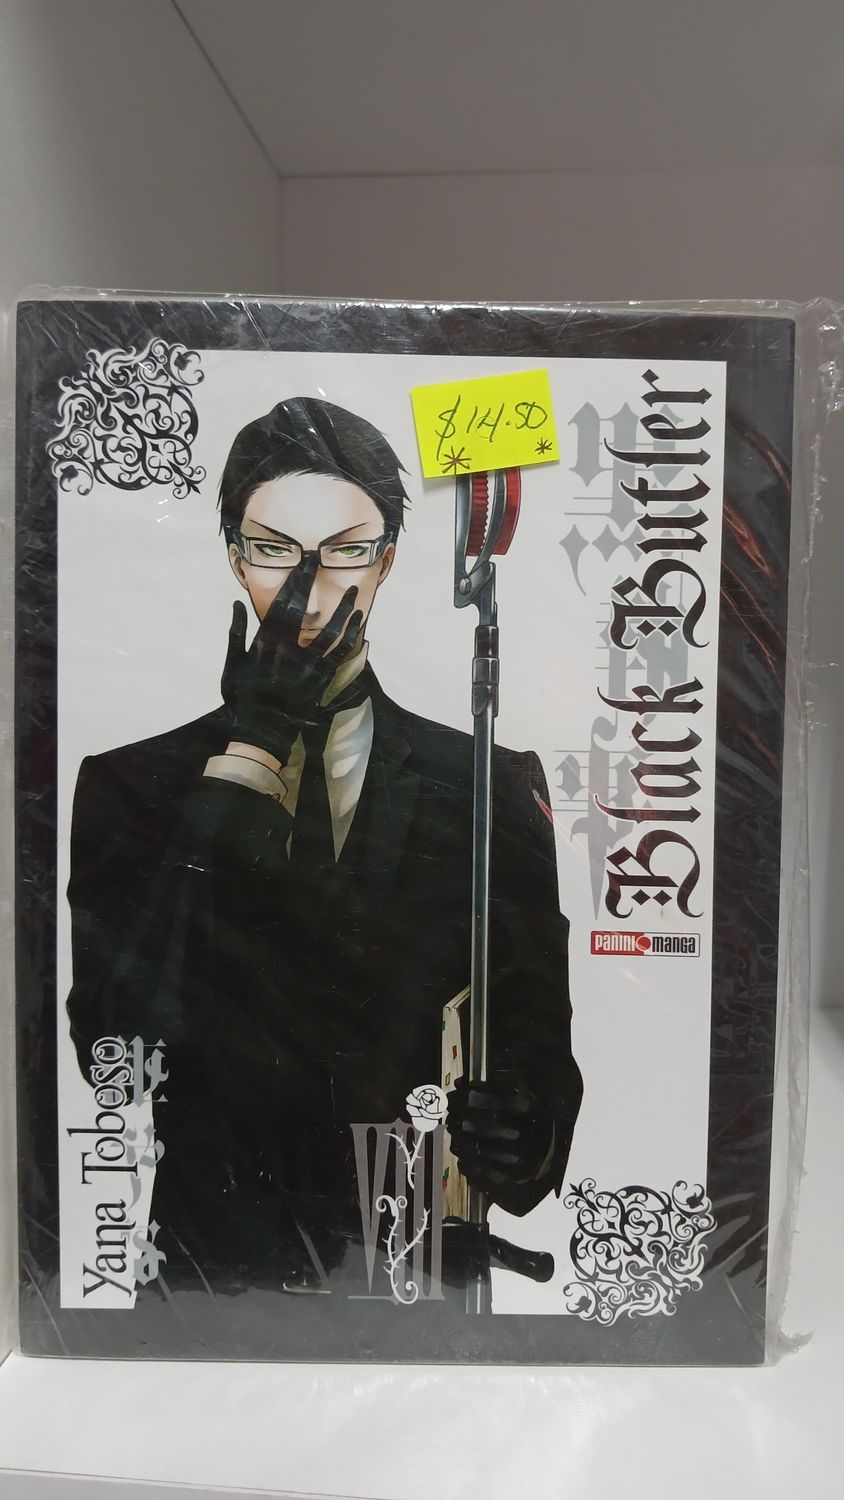 $14.50
* *
Black Butler
PANINI manga
Yana Toboso
VIII